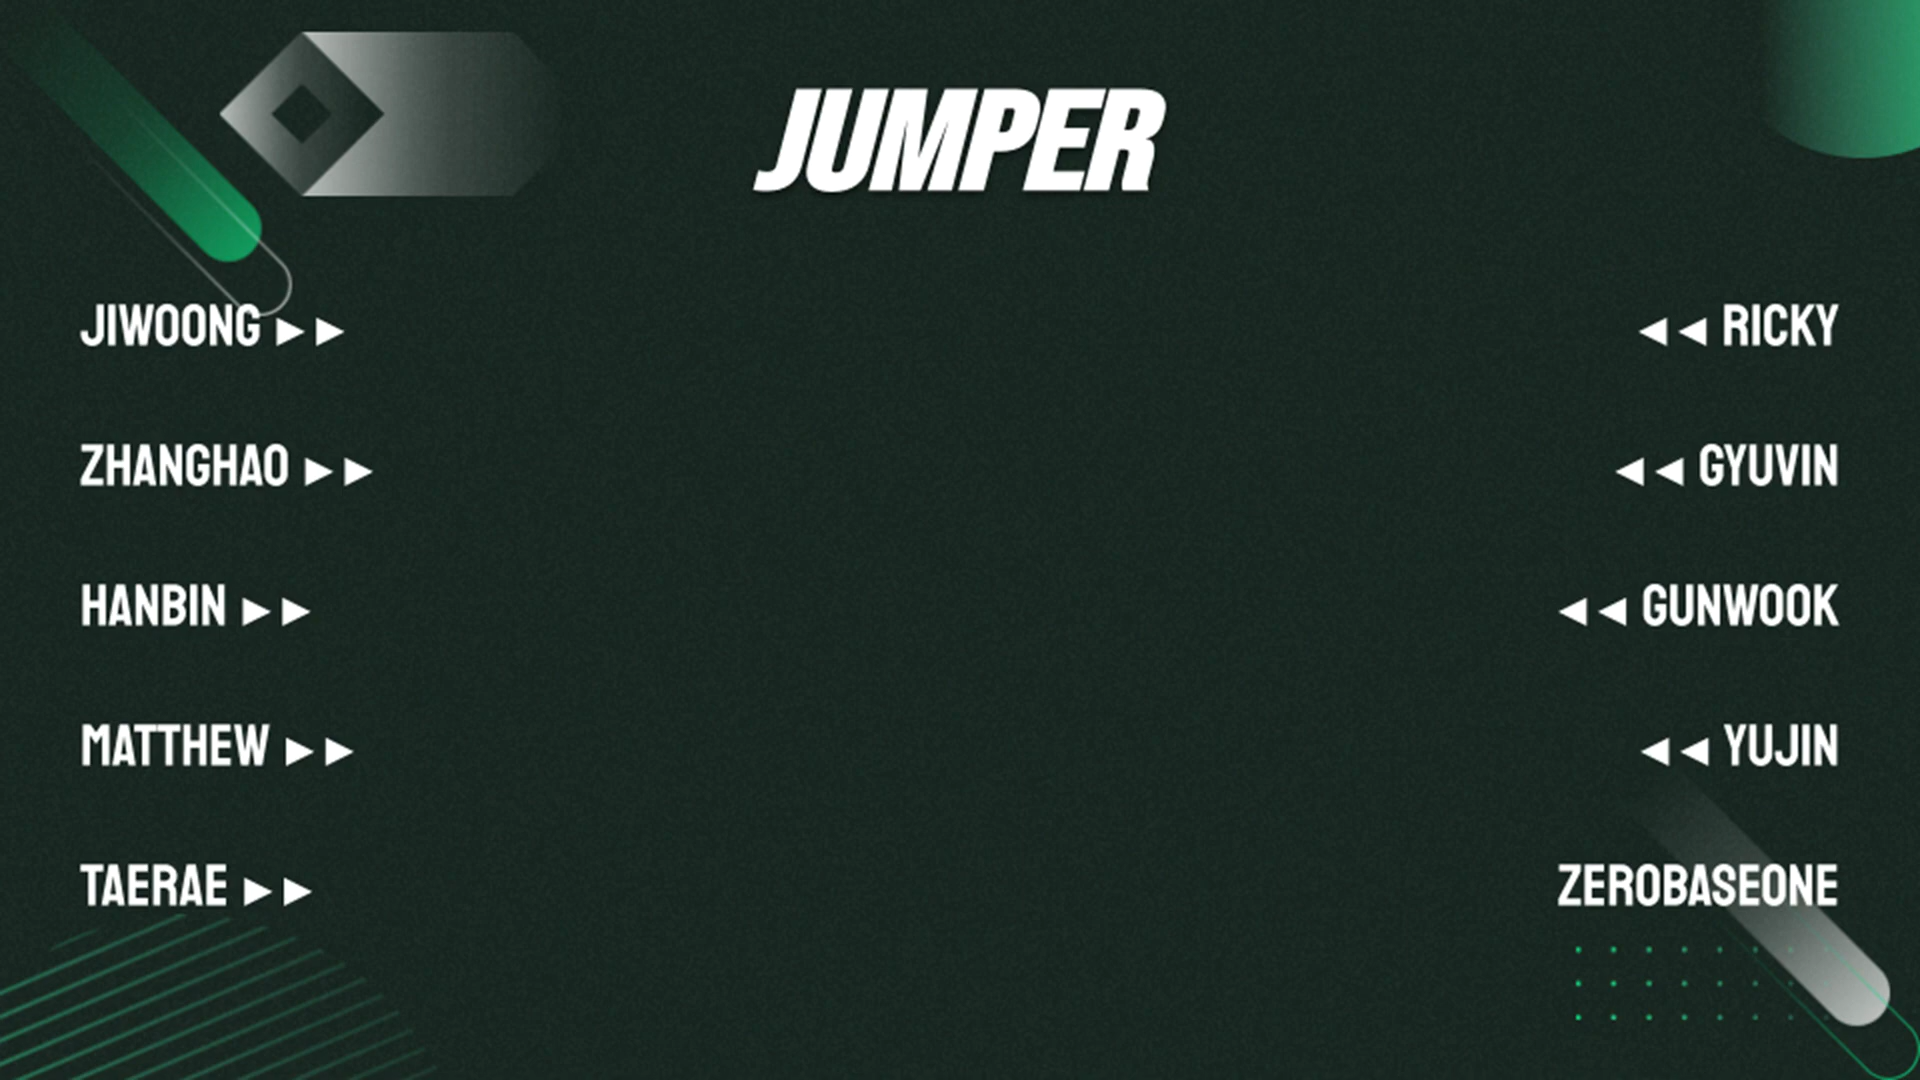 JUMPER
JIWOONG ►►
ZHANGHAO ►►
HANBIN ►►
MATTHEW ►►
TAERAE ►►
◄◄ RICKY
◄◄ GYUVIN
◄◄ GUNWOOK
◄◄ YUJIN
ZEROBASEONE